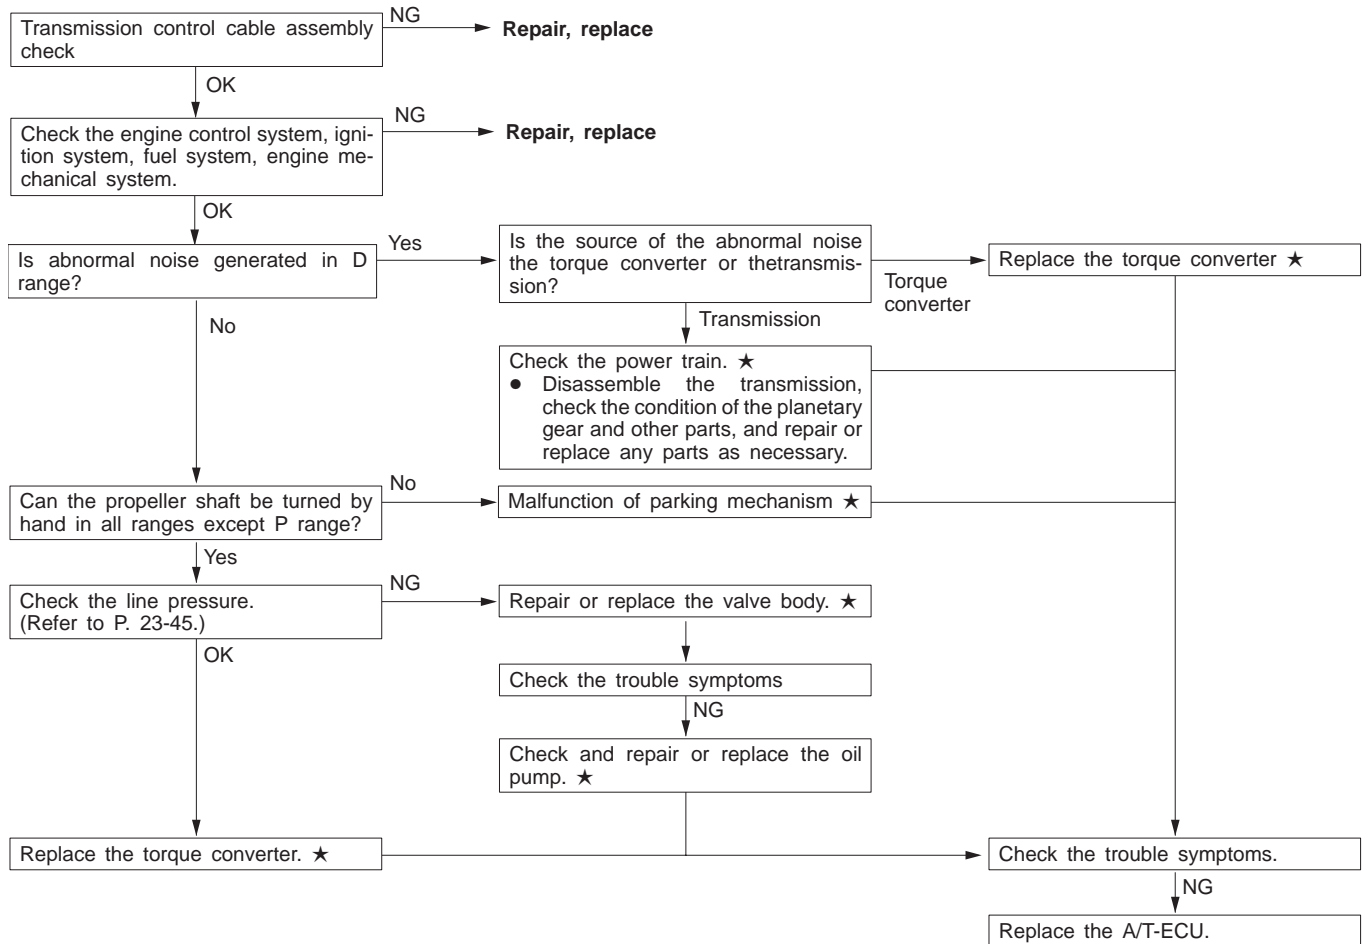 Transmission control cable assembly
check
NG
Repair, replace
OK
Check the engine control system, igni-
tion system, fuel system, engine me-
chanical system.
NG
Repair, replace
OK
Is abnormal noise generated in D
range?
Yes
Is the source of the abnormal noise
the torque converter or thetransmis-
sion?
Torque
converter
Replace the torque converter ★
No
Transmission
Check the power train. ★
● Disassemble the transmission,
check the condition of the planetary
gear and other parts, and repair or
replace any parts as necessary.
Can the propeller shaft be turned by
hand in all ranges except P range?
No
Malfunction of parking mechanism ★
Yes
Check the line pressure.
(Refer to P. 23-45.)
NG
Repair or replace the valve body. ★
OK
Check the trouble symptoms
NG
Check and repair or replace the oil
pump. ★
Replace the torque converter. ★
Check the trouble symptoms.
NG
Replace the A/T-ECU.